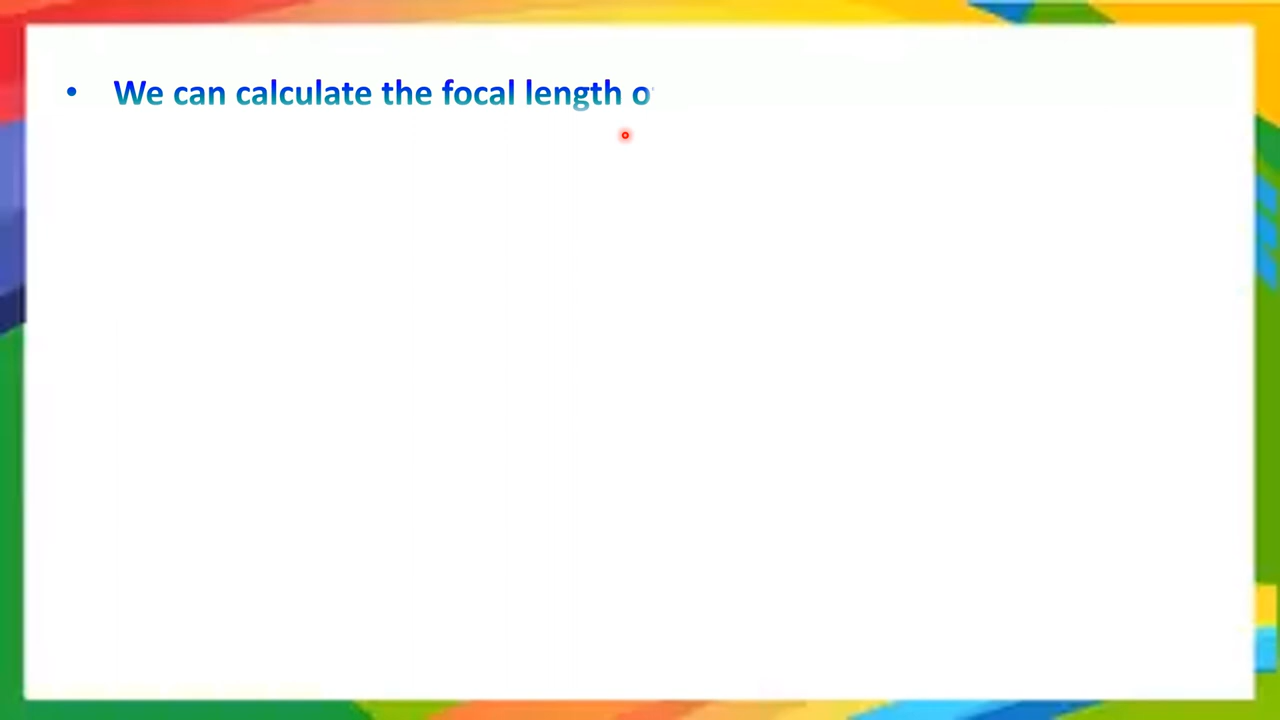 • We can calculate the focal length o